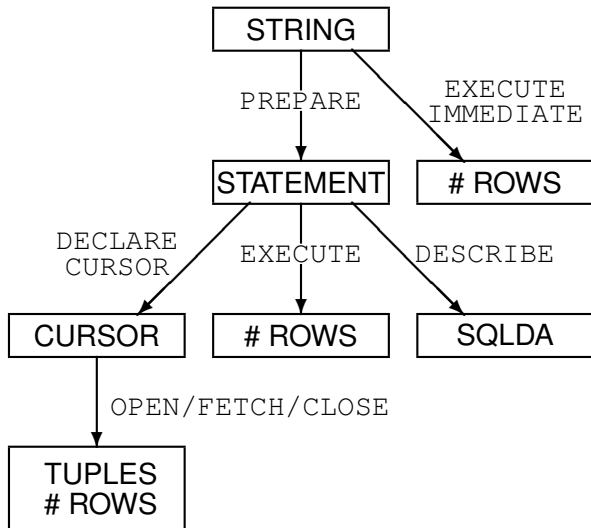 STRING
PREPARE
EXECUTE
IMMEDIATE
STATEMENT
# ROWS
DECLARE
CURSOR
EXECUTE
DESCRIBE
CURSOR
# ROWS
SQLDA
OPEN/FETCH/CLOSE
TUPLES
# ROWS